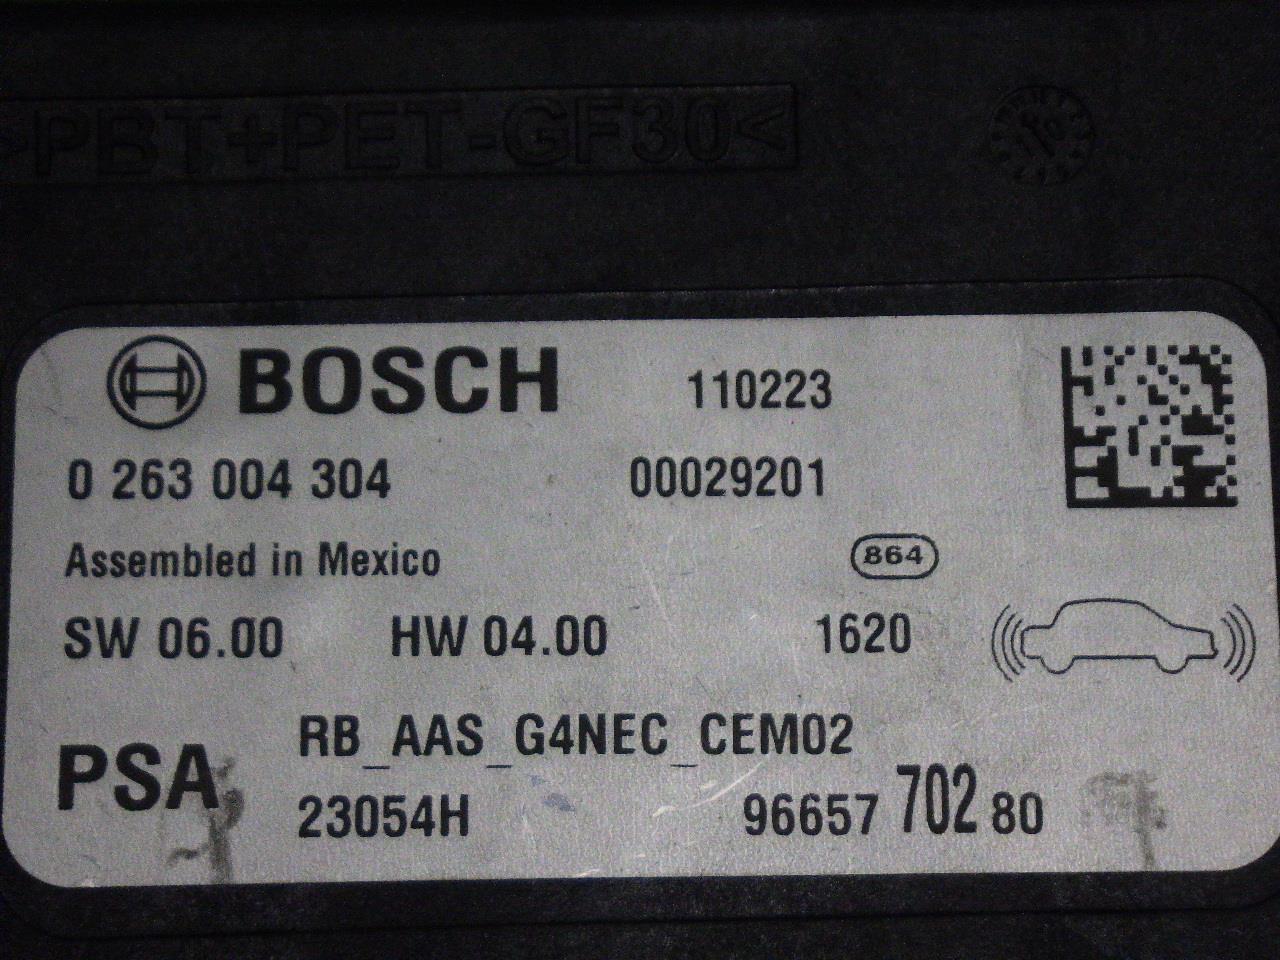 >PBT+PET-GF30<
BOSCH 110223
0 263 004 304 00029201
Assembled in Mexico 864
SW 06.00 HW 04.00 1620
RB_AAS_G4NEC_CEM02
PSA
23054H 96657 702 80